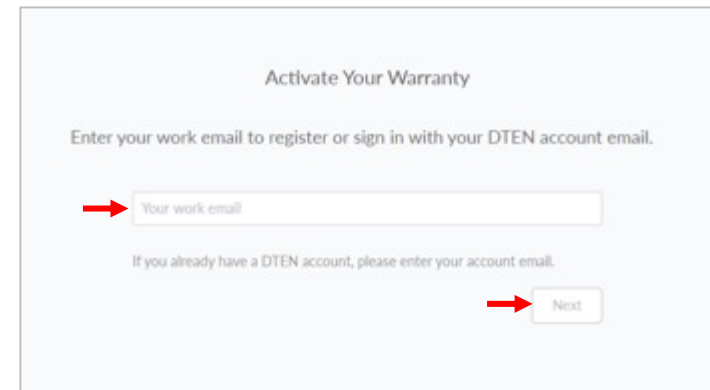 Activate Your Warranty
Enter your work email to register or sign in with your DTEN account email.
Your work email
If you already have a DTEN account, please enter your account email.
Next